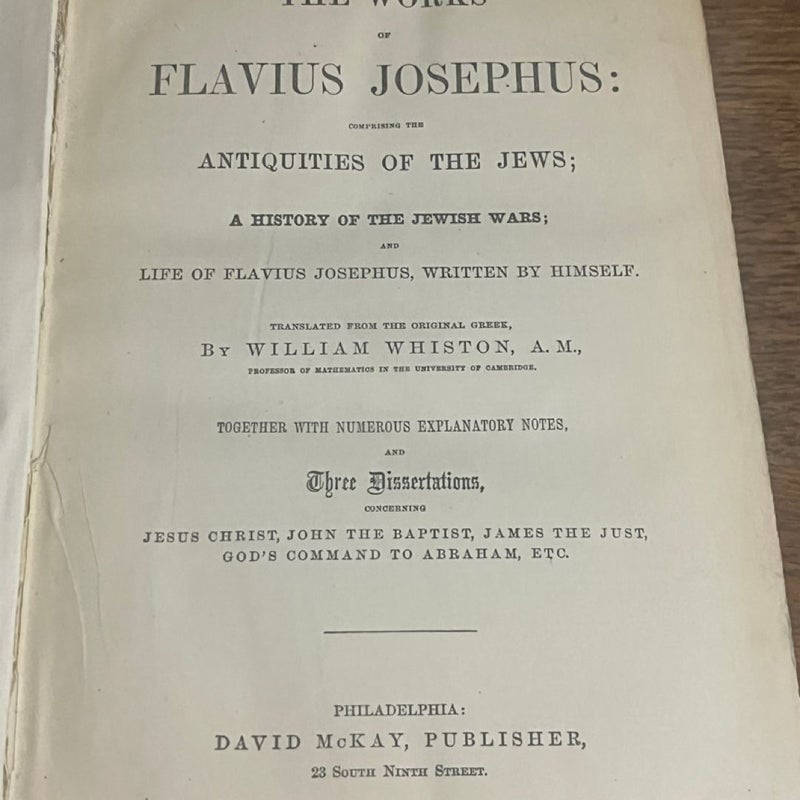 THE WORKS
OF
FLAVIUS JOSEPHUS:
COMPRISING THE
ANTIQUITIES OF THE JEWS;
A HISTORY OF THE JEWISH WARS;
AND
LIFE OF FLAVIUS JOSEPHUS, WRITTEN BY HIMSELF.
TRANSLATED FROM THE ORIGINAL GREEK,
BY WILLIAM WHISTON, A. M.,
PROFESSOR OF MATHEMATICS IN THE UNIVERSITY OF CAMBRIDGE.
TOGETHER WITH NUMEROUS EXPLANATORY NOTES,
AND
Three Dissertations,
CONCERNING
JESUS CHRIST, JOHN THE BAPTIST, JAMES THE JUST,
GOD'S COMMAND TO ABRAHAM, ETC.
PHILADELPHIA:
DAVID McKAY, PUBLISHER,
23 SOUTH NINTH STREET.